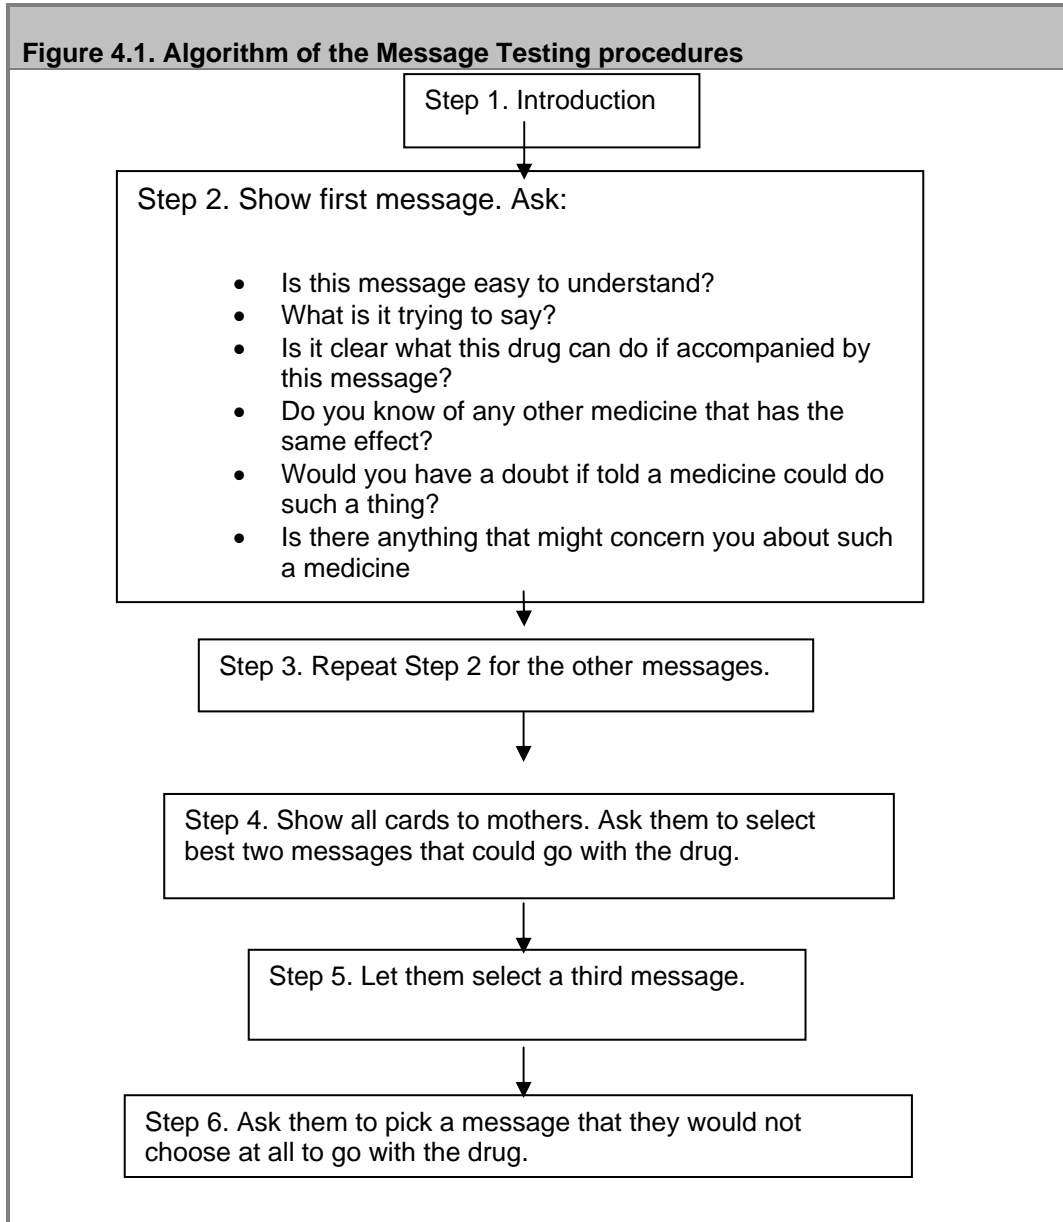 Figure 4.1. Algorithm of the Message Testing procedures
Step 1. Introduction
Step 2. Show first message. Ask:
• Is this message easy to understand?
• What is it trying to say?
• Is it clear what this drug can do if accompanied by
this message?
• Do you know of any other medicine that has the
same effect?
• Would you have a doubt if told a medicine could do
such a thing?
• Is there anything that might concern you about such
a medicine
Step 3. Repeat Step 2 for the other messages.
Step 4. Show all cards to mothers. Ask them to select
best two messages that could go with the drug.
Step 5. Let them select a third message.
Step 6. Ask them to pick a message that they would not
choose at all to go with the drug.